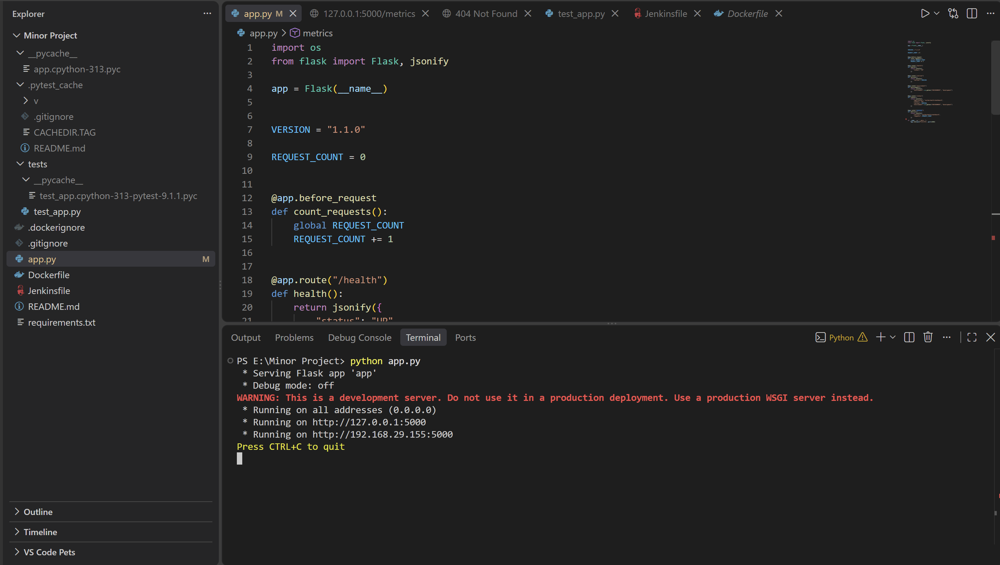 Explorer
Minor Project
__pycache__
app.cpython-313.pyc
.pytest_cache
v
.gitignore
CACHEDIR.TAG
README.md
tests
__pycache__
test_app.cpython-313-pytest-9.1.1.pyc
test_app.py
.dockerignore
.gitignore
app.py M
Dockerfile
Jenkinsfile
README.md
requirements.txt
Outline
Timeline
VS Code Pets
app.py M 127.0.0.1:5000/metrics 404 Not Found test_app.py Jenkinsfile Dockerfile
app.py > metrics
1 import os
2 from flask import Flask, jsonify
3
4 app = Flask(__name__)
5
6
7 VERSION = "1.1.0"
8
9 REQUEST_COUNT = 0
10
11
12 @app.before_request
13 def count_requests():
14 global REQUEST_COUNT
15 REQUEST_COUNT += 1
16
17
18 @app.route("/health")
19 def health():
20 return jsonify({
21 "status": "UP"
Output Problems Debug Console Terminal Ports
Python
PS E:\Minor Project> python app.py
* Serving Flask app 'app'
* Debug mode: off
WARNING: This is a development server. Do not use it in a production deployment. Use a production WSGI server instead.
* Running on all addresses (0.0.0.0)
* Running on http://127.0.0.1:5000
* Running on http://192.168.29.155:5000
Press CTRL+C to quit